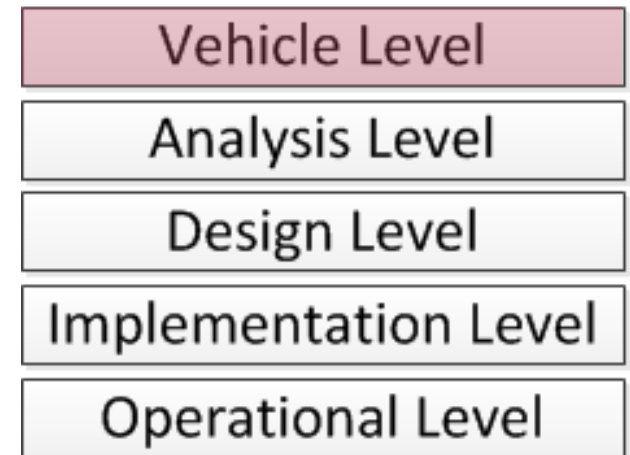 Vehicle Level
Analysis Level
Design Level
Implementation Level
Operational Level